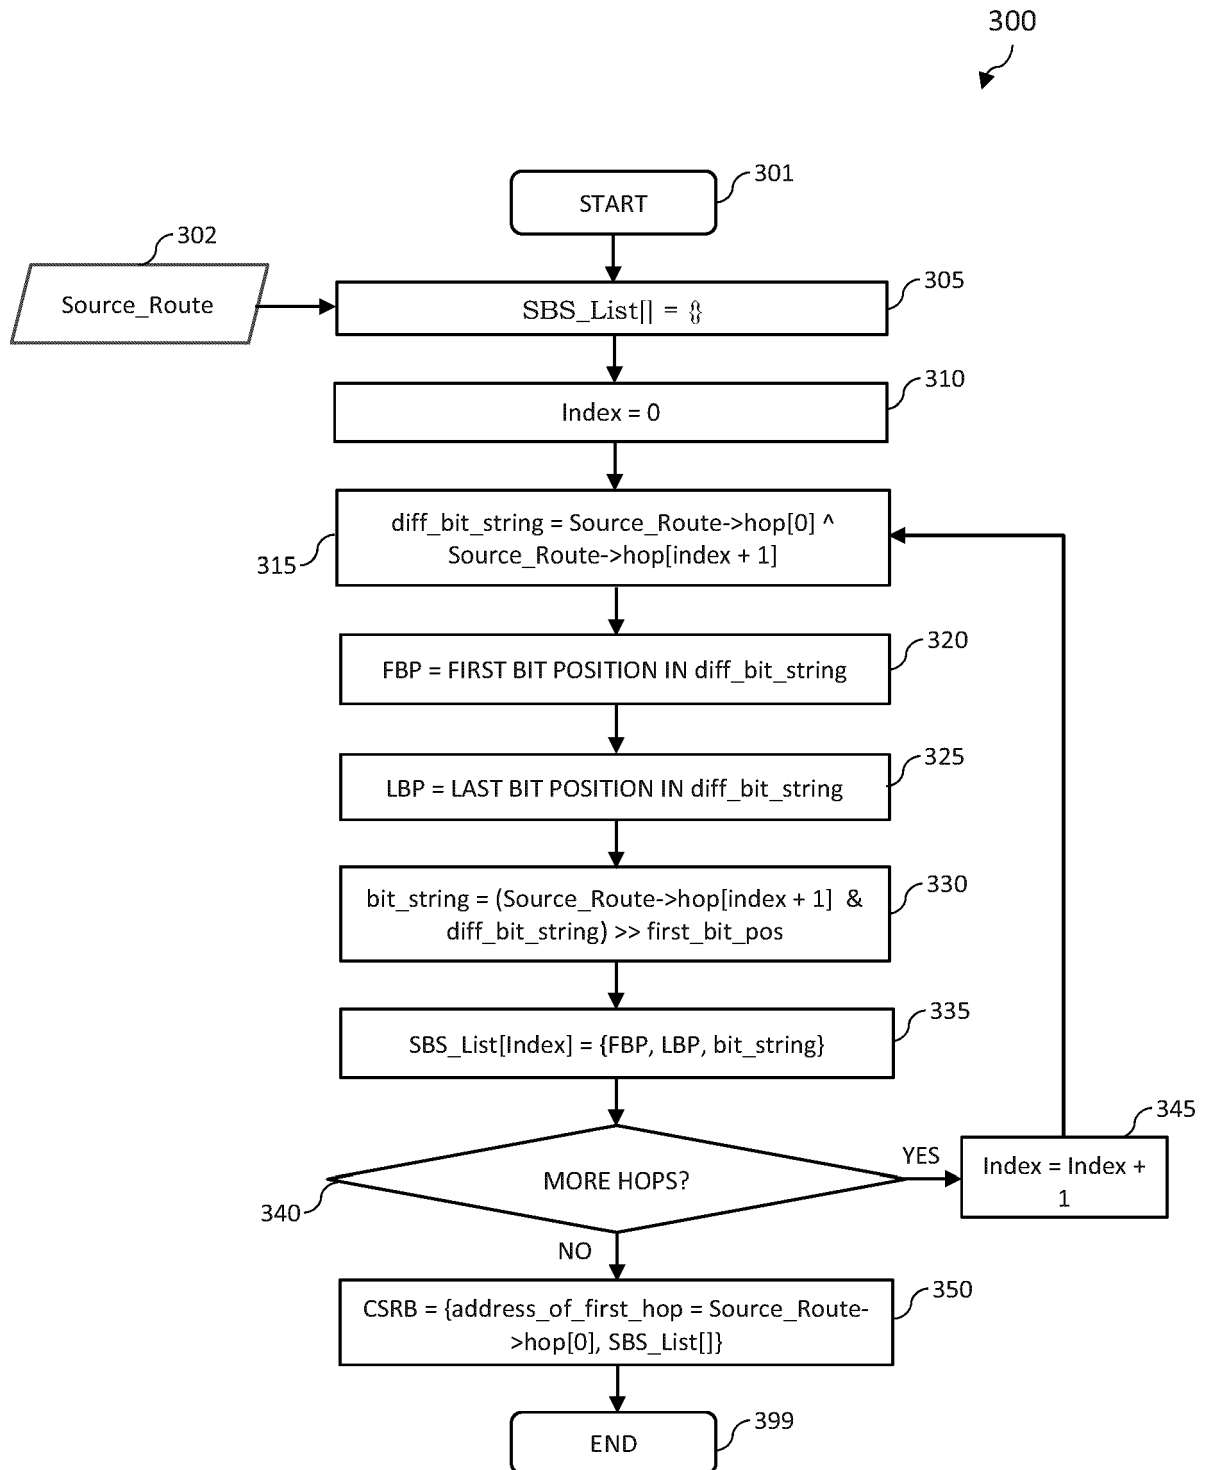 300
START
301
302
Source_Route
305
SBS_List[] = {}
310
Index = 0
diff_bit_string = Source_Route->hop[0] ^
Source_Route->hop[index + 1]
315
320
FBP = FIRST BIT POSITION IN diff_bit_string
325
LBP = LAST BIT POSITION IN diff_bit_string
330
bit_string = (Source_Route->hop[index + 1] &
diff_bit_string) >> first_bit_pos
335
SBS_List[Index] = {FBP, LBP, bit_string}
345
YES
Index = Index +
1
MORE HOPS?
340
NO
350
CSRB = {address_of_first_hop = Source_Route-
>hop[0], SBS_List[]}
399
END